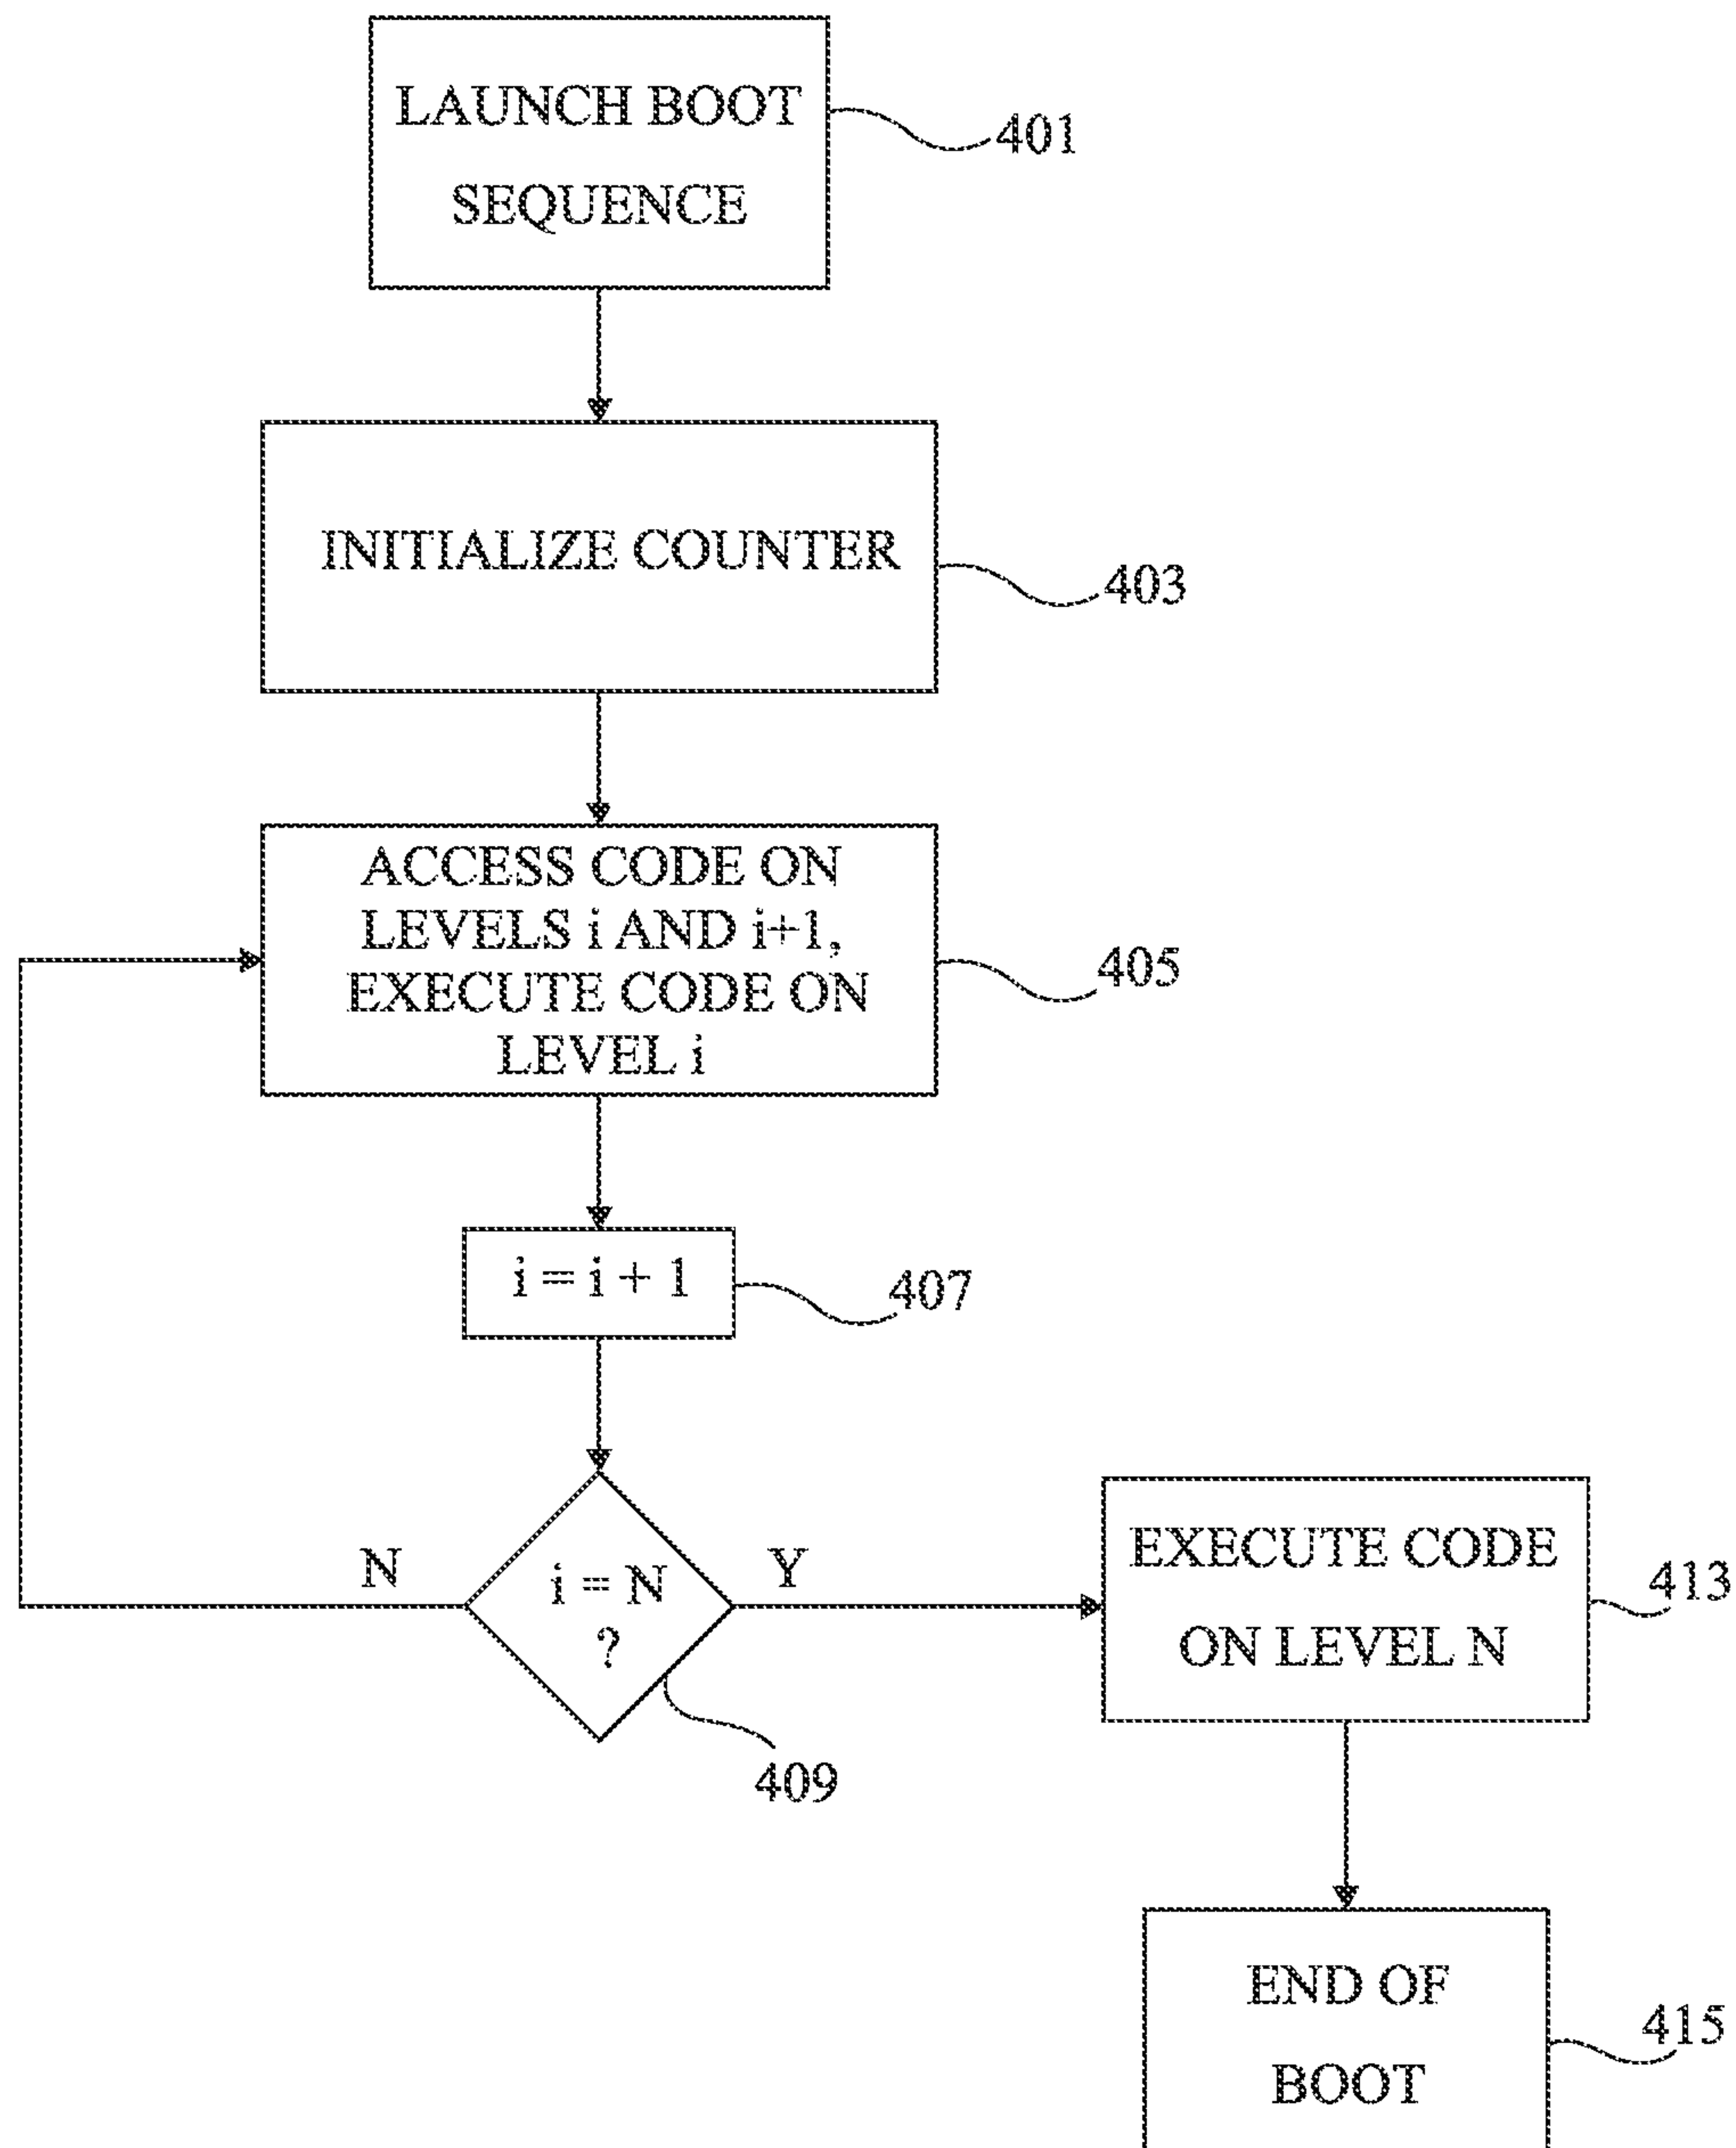 LAUNCH BOOT
SEQUENCE
401
INITIALIZE COUNTER
403
ACCESS CODE ON
LEVELS i AND i+1,
EXECUTE CODE ON
LEVEL i
405
i = i + 1
407
N
i = N
?
Y
409
EXECUTE CODE
ON LEVEL N
413
END OF
BOOT
415